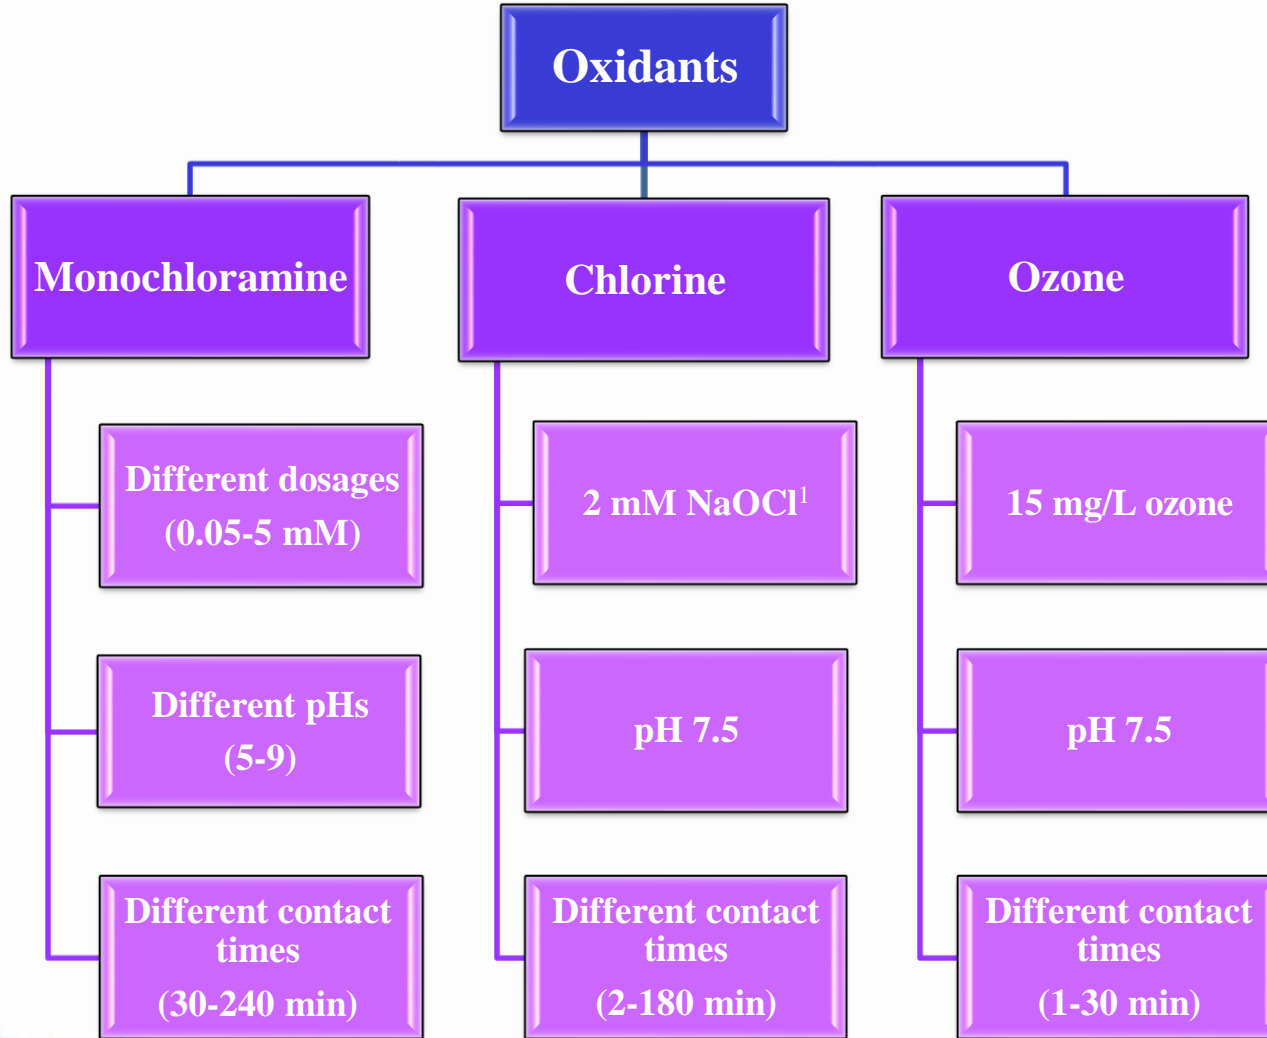 Oxidants
Monochloramine
Chlorine
Ozone
Different dosages
(0.05-5 mM)
2 mM NaOCl¹
15 mg/L ozone
Different pHs
(5-9)
pH 7.5
pH 7.5
Different contact
times
(30-240 min)
Different contact
times
(2-180 min)
Different contact
times
(1-30 min)